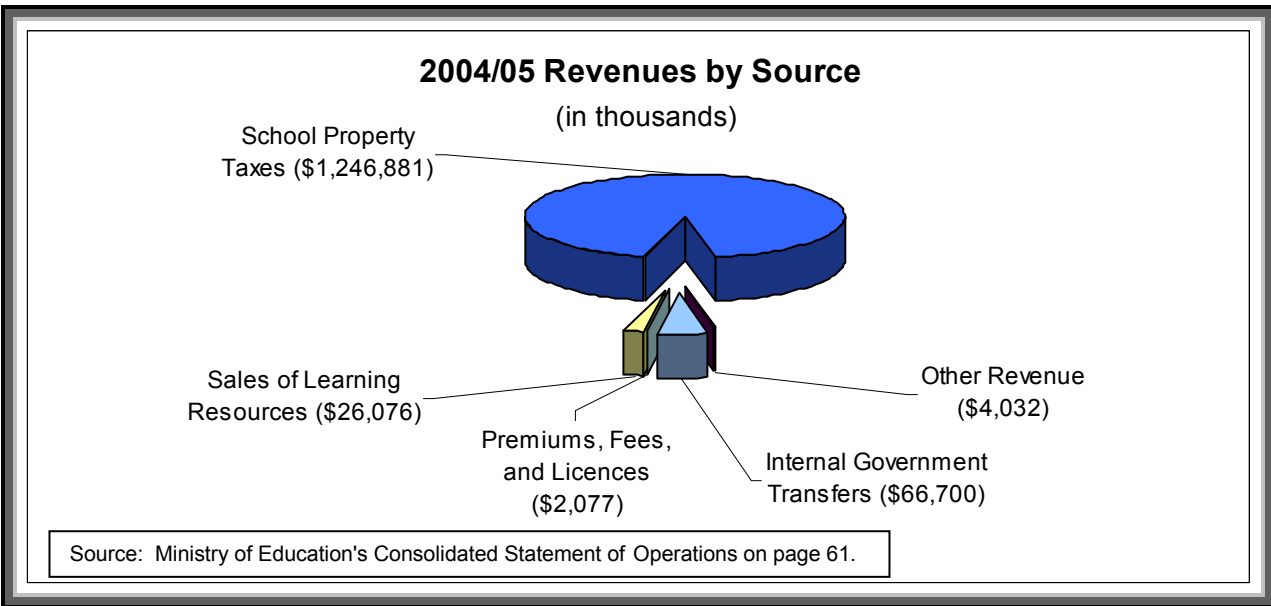 2004/05 Revenues by Source
(in thousands)
School Property
Taxes ($1,246,881)
Sales of Learning
Resources ($26,076)
Premiums, Fees,
and Licences
($2,077)
Internal Government
Transfers ($66,700)
Other Revenue
($4,032)
Source:  Ministry of Education's Consolidated Statement of Operations on page 61.